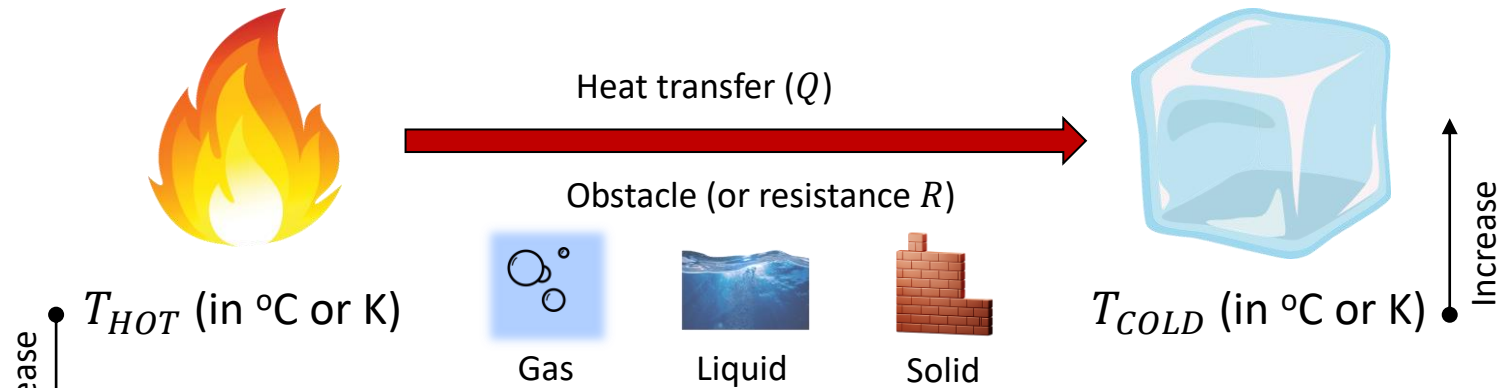 Heat transfer (Q)
Obstacle (or resistance R)
T_HOT (in °C or K)
Gas
Liquid
Solid
T_COLD (in °C or K)
Increase